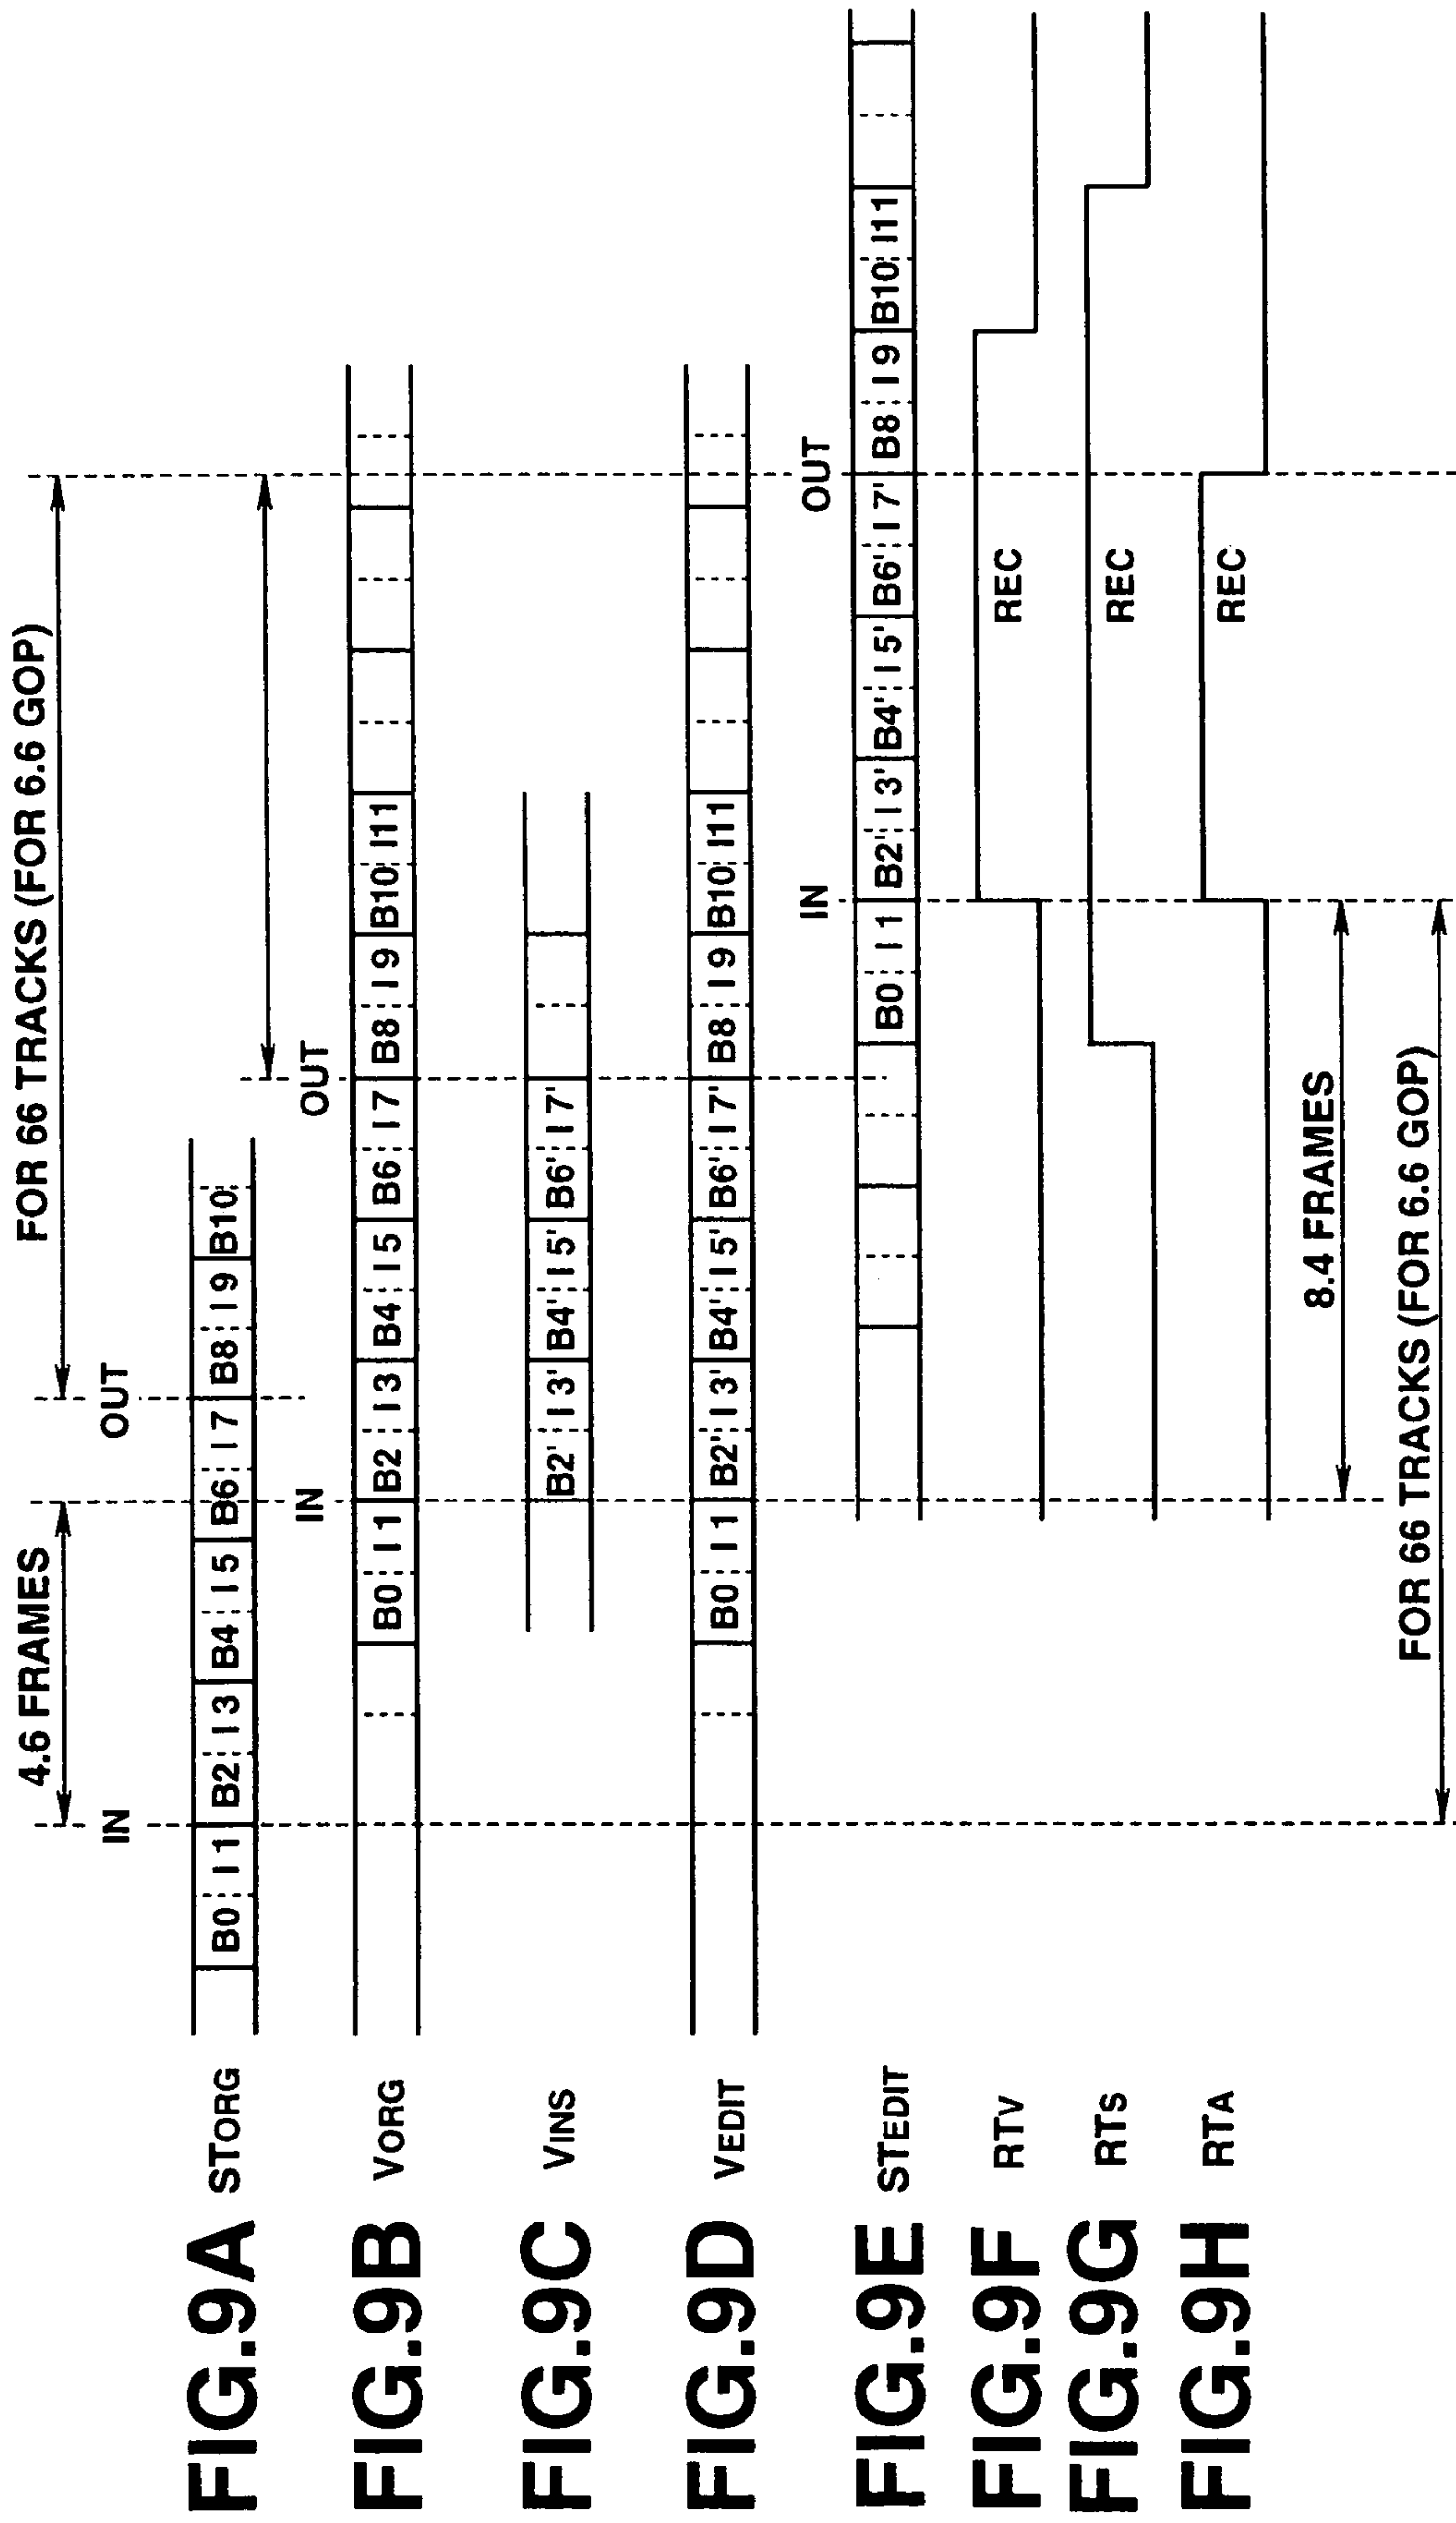 FOR 66 TRACKS (FOR 6.6 GOP)
4.6 FRAMES
IN OUT
FIG.9A STORG B0 I1 B2 I3 B4 I5 B6 I7 B8 I9 B10
IN OUT
FIG.9B VORG B0 I1 B2 I3 B4 I5 B6 I7 B8 I9 B10 I11
FIG.9C VINS B2' I3' B4' I5' B6' I7'
FIG.9D VEDIT B0 I1 B2' I3' B4' I5' B6' I7' B8 I9 B10 I11
IN OUT
FIG.9E STEDIT B0 I1 B2' I3' B4' I5' B6' I7' B8 I9 B10 I11
FIG.9F RTV REC
FIG.9G RTS REC
FIG.9H RTA REC
8.4 FRAMES
FOR 66 TRACKS (FOR 6.6 GOP)